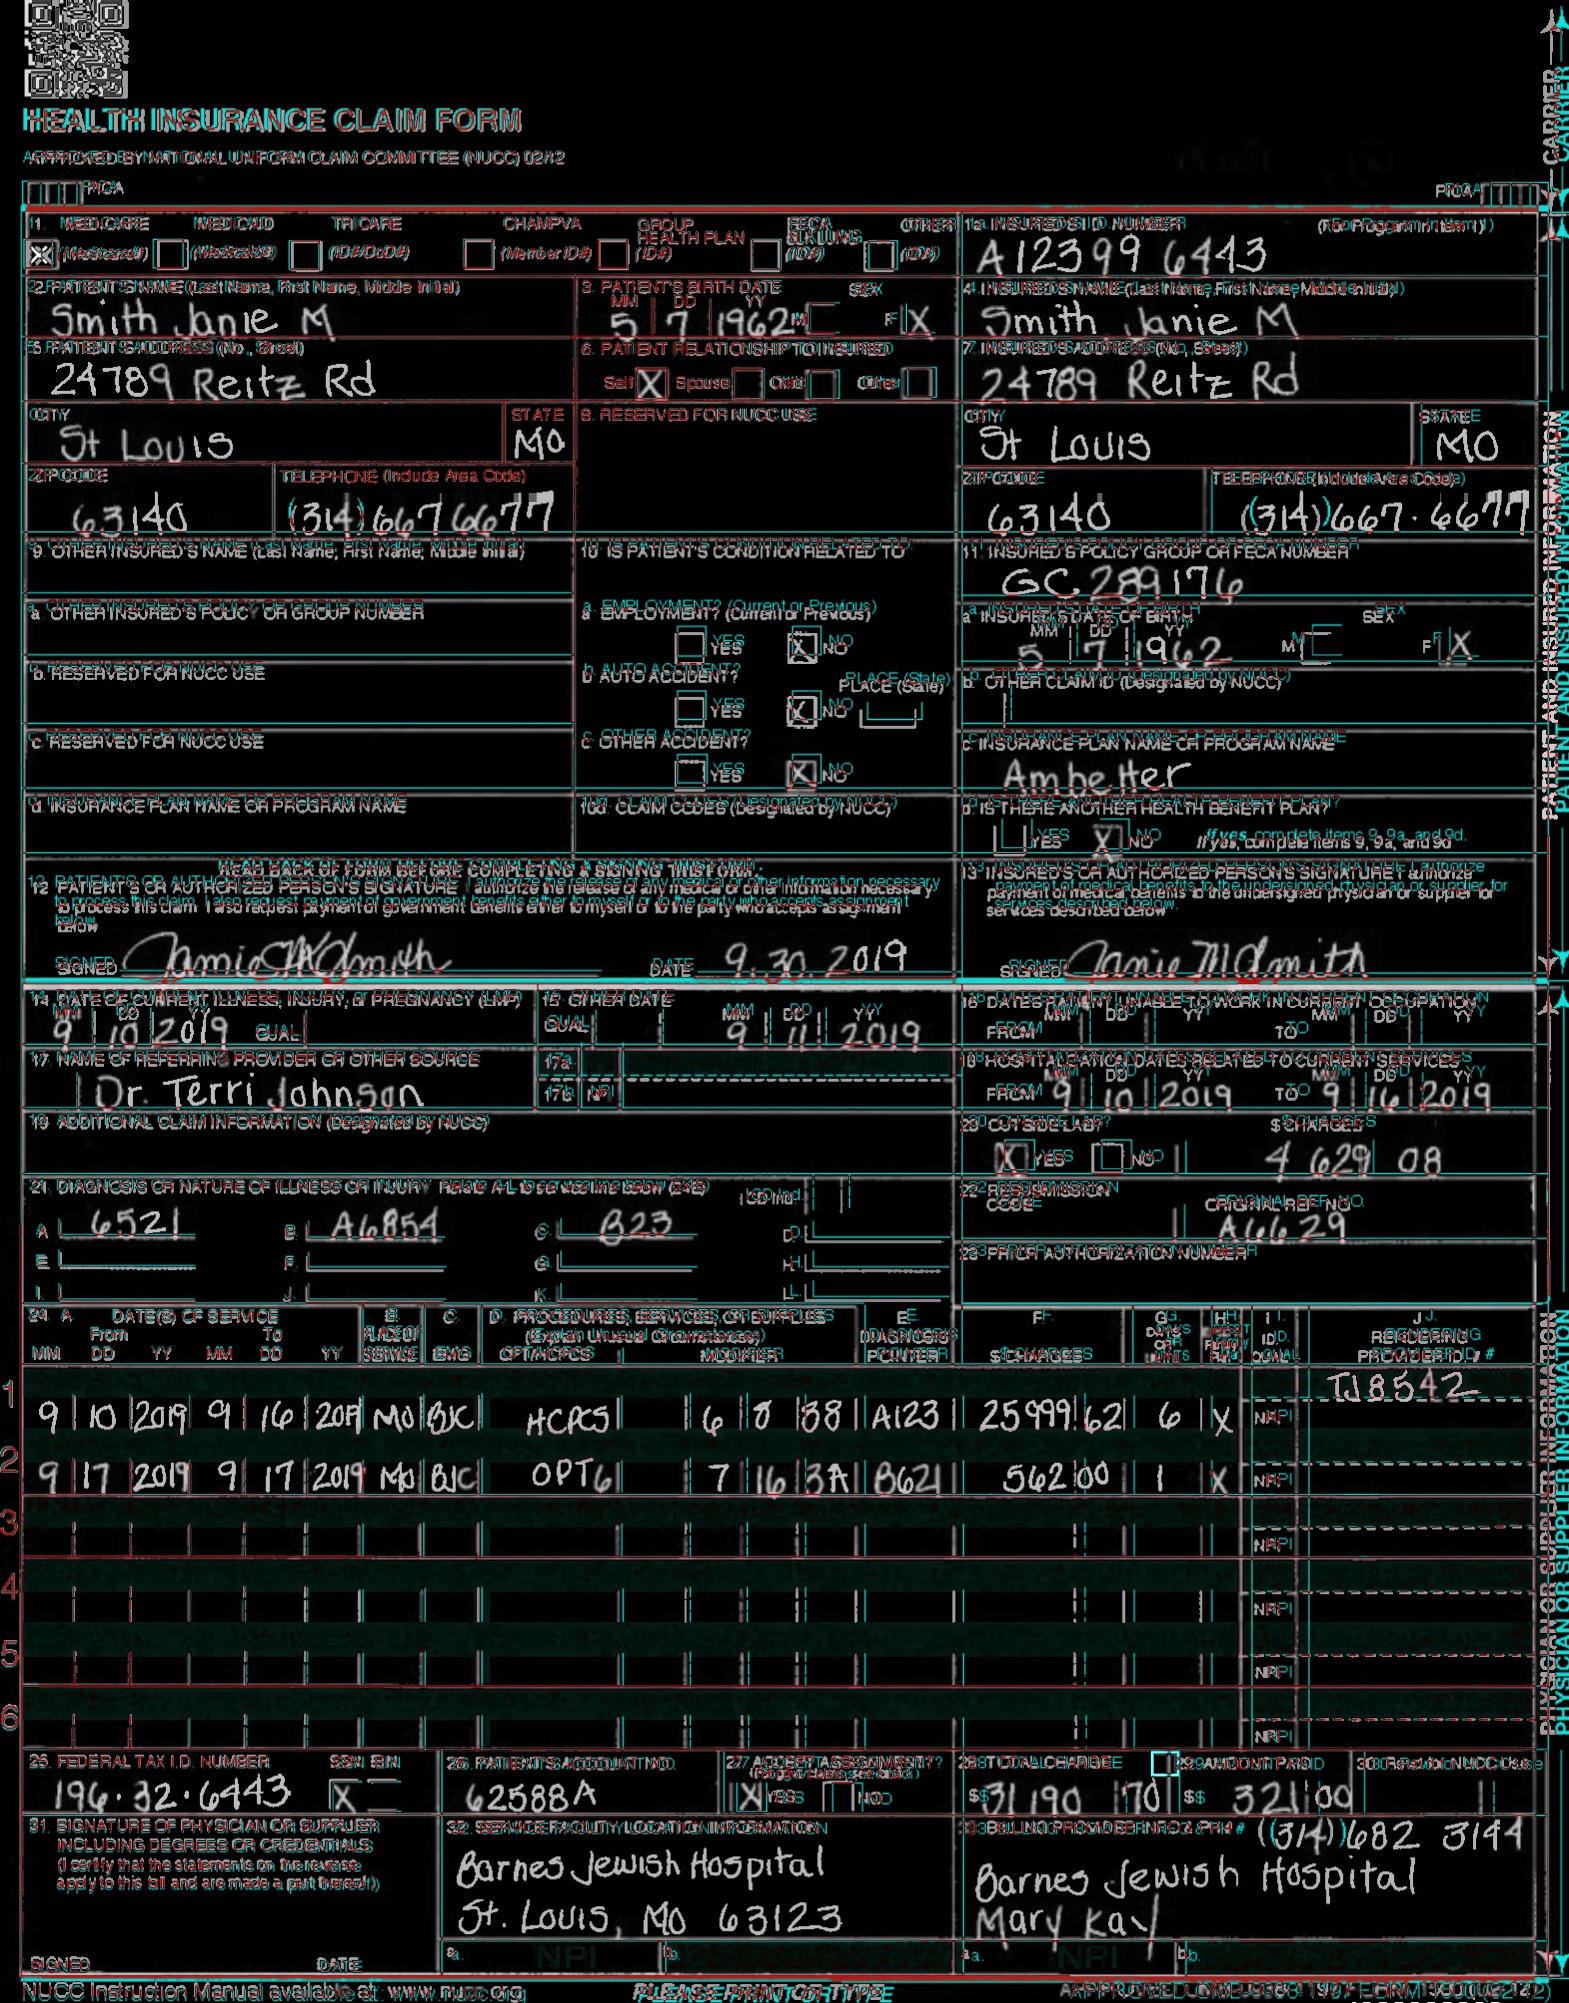 HEALTH INSURANCE CLAIM FORM
APPROVED BY NATIONAL UNIFORM CLAIM COMMITTEE (NUCC) 02/12
PICA
PICA
CARRIER
1. MEDICARE MEDICAID TRICARE CHAMPVA GROUP HEALTH PLAN FECA BLK LUNG OTHER
X (Medicare#) (Medicaid#) (ID#/DoD#) (Member ID#) (ID#) (ID#) (ID#)
1a. INSURED'S I.D. NUMBER (For Program in Item 1)
A12399 6443
2. PATIENT'S NAME (Last Name, First Name, Middle Initial)
Smith Janie M
3. PATIENT'S BIRTH DATE SEX
MM DD YY
5 7 1962 M F X
4. INSURED'S NAME (Last Name, First Name, Middle Initial)
Smith Janie M
5. PATIENT'S ADDRESS (No., Street)
24789 Reitz Rd
6. PATIENT RELATIONSHIP TO INSURED
Self X Spouse Child Other
7. INSURED'S ADDRESS (No., Street)
24789 Reitz Rd
CITY STATE
St Louis MO
8. RESERVED FOR NUCC USE
CITY STATE
St Louis MO
ZIP CODE TELEPHONE (Include Area Code)
63140 (314) 667 6677
ZIP CODE TELEPHONE (Include Area Code)
63140 (314) 667.6677
9. OTHER INSURED'S NAME (Last Name, First Name, Middle Initial)
10. IS PATIENT'S CONDITION RELATED TO:
11. INSURED'S POLICY GROUP OR FECA NUMBER
GC 289176
a. OTHER INSURED'S POLICY OR GROUP NUMBER
a. EMPLOYMENT? (Current or Previous)
YES X NO
a. INSURED'S DATE OF BIRTH SEX
MM DD YY
5 7 1962 M F X
b. RESERVED FOR NUCC USE
b. AUTO ACCIDENT? PLACE (State)
YES X NO
b. OTHER CLAIM ID (Designated by NUCC)
c. RESERVED FOR NUCC USE
c. OTHER ACCIDENT?
YES X NO
c. INSURANCE PLAN NAME OR PROGRAM NAME
Ambetter
d. INSURANCE PLAN NAME OR PROGRAM NAME
10d. CLAIM CODES (Designated by NUCC)
d. IS THERE ANOTHER HEALTH BENEFIT PLAN?
YES X NO If yes, complete items 9, 9a, and 9d.
READ BACK OF FORM BEFORE COMPLETING & SIGNING THIS FORM.
12. PATIENT'S OR AUTHORIZED PERSON'S SIGNATURE I authorize the release of any medical or other information necessary
to process this claim. I also request payment of government benefits either to myself or to the party who accepts assignment
below.
SIGNED Janie M Smith DATE 9.30.2019
13. INSURED'S OR AUTHORIZED PERSON'S SIGNATURE I authorize
payment of medical benefits to the undersigned physician or supplier for
services described below.
SIGNED Janie M Smith
PATIENT AND INSURED INFORMATION
14. DATE OF CURRENT ILLNESS, INJURY, or PREGNANCY (LMP)
MM DD YY
9 10 2019 QUAL.
15. OTHER DATE
QUAL. MM DD YY
9 11 2019
16. DATES PATIENT UNABLE TO WORK IN CURRENT OCCUPATION
MM DD YY MM DD YY
FROM TO
17. NAME OF REFERRING PROVIDER OR OTHER SOURCE
Dr. Terri Johnson
17a.
17b. NPI
18. HOSPITALIZATION DATES RELATED TO CURRENT SERVICES
MM DD YY MM DD YY
FROM 9 10 2019 TO 9 16 2019
19. ADDITIONAL CLAIM INFORMATION (Designated by NUCC)
20. OUTSIDE LAB? $ CHARGES
X YES NO 4 629 08
21. DIAGNOSIS OR NATURE OF ILLNESS OR INJURY Relate A-L to service line below (24E) ICD Ind.
A. 6521 B. A6854 C. B23 D.
E. F. G. H.
I. J. K. L.
22. RESUBMISSION CODE ORIGINAL REF. NO.
A6629
23. PRIOR AUTHORIZATION NUMBER
24. A. DATE(S) OF SERVICE B. C. D. PROCEDURES, SERVICES, OR SUPPLIES E. F. G. H. I. J.
From To PLACE OF (Explain Unusual Circumstances) DIAGNOSIS DAYS OR ID. RENDERING
MM DD YY MM DD YY SERVICE EMG CPT/HCPCS MODIFIER POINTER $ CHARGES UNITS QUAL. PROVIDER ID. #
TJ8542
1 9 10 2019 9 16 2019 MO BJC HCPCS 6 8 88 A123 25999 62 6 X NPI
2 9 17 2019 9 17 2019 MO BJC OPT6 7 16 3A B621 562 00 1 X NPI
3 NPI
4 NPI
5 NPI
6 NPI
25. FEDERAL TAX I.D. NUMBER SSN EIN
196.32.6443 X
26. PATIENT'S ACCOUNT NO.
62588A
27. ACCEPT ASSIGNMENT?
(For govt. claims, see back)
X YES NO
28. TOTAL CHARGE
$ 31190 70
29. AMOUNT PAID
$ 321 00
30. Rsvd for NUCC Use
31. SIGNATURE OF PHYSICIAN OR SUPPLIER
INCLUDING DEGREES OR CREDENTIALS
(I certify that the statements on the reverse
apply to this bill and are made a part thereof.)
SIGNED DATE
32. SERVICE FACILITY LOCATION INFORMATION
Barnes Jewish Hospital
St. Louis, MO 63123
a. NPI b.
33. BILLING PROVIDER INFO & PH # (314) 682 3144
Barnes Jewish Hospital
Mary Kay
a. NPI b.
PHYSICIAN OR SUPPLIER INFORMATION
NUCC Instruction Manual available at: www.nucc.org
PLEASE PRINT OR TYPE
APPROVED OMB-0938-1197 FORM 1500 (02-12)